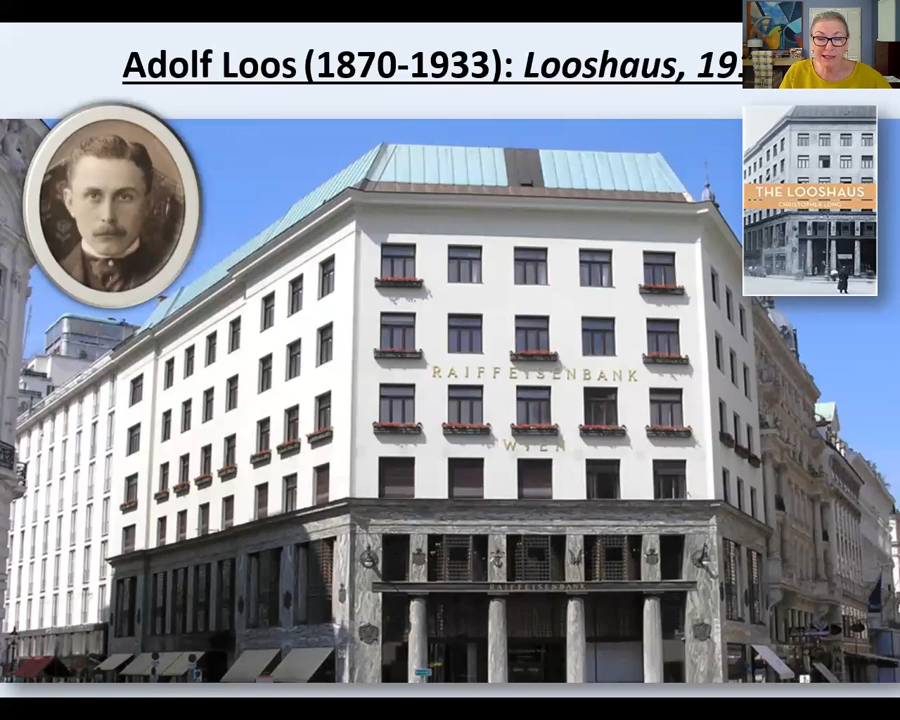 Adolf Loos (1870-1933): Looshaus, 19
THE LOOSHAUS
CHRISTOPHER LONG
RAIFFEISENBANK
WIEN
RAIFFEISENBANK